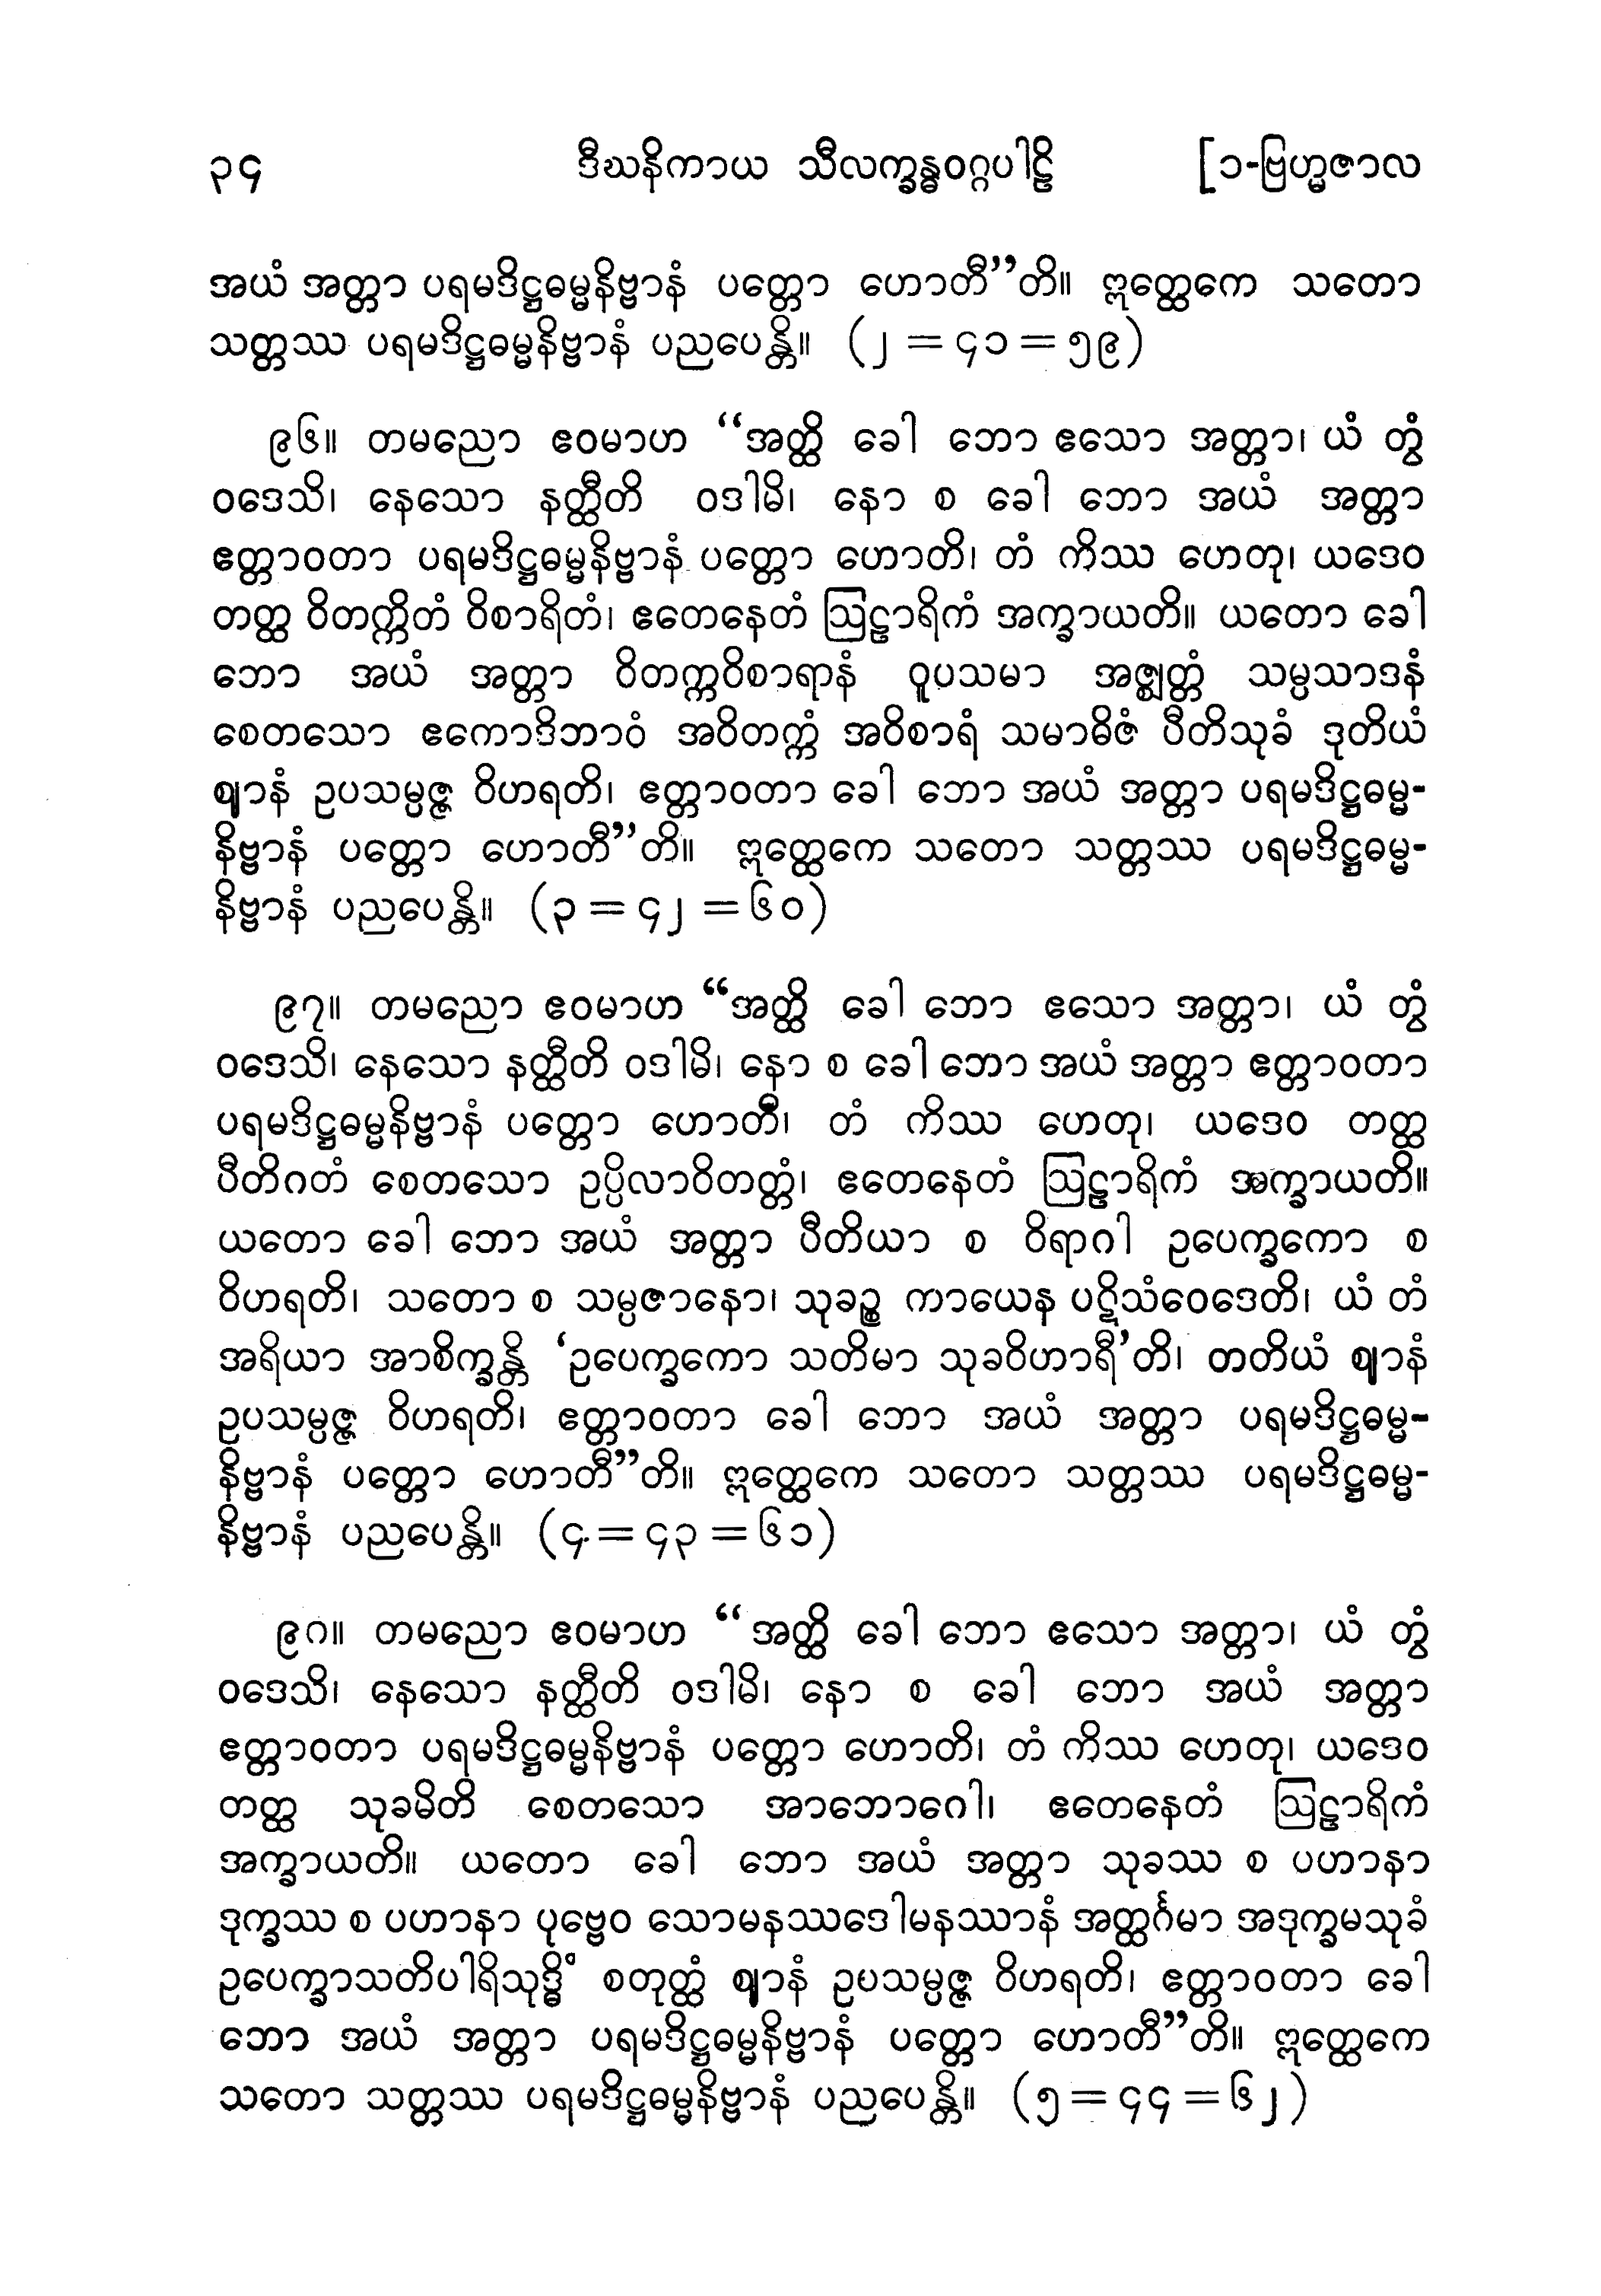 ၃၄ ဒီဃနိကာယ သီလက္ခန္ဓဝဂ္ဂပါဠိ [၁-ဗြဟ္မဇာလ
အယံ အတ္တာ ပရမဒိဋ္ဌဓမ္မနိဗ္ဗာနံ ပတ္တော ဟောတီ”တိ။ ဣတ္ထေကေ သတော
သတ္တဿ ပရမဒိဋ္ဌဓမ္မနိဗ္ဗာနံ ပညပေန္တိ။ (၂ = ၄၁ = ၅၉)
၉၆။ တမညော ဧဝမာဟ “အတ္ထိ ခေါ ဘော ဧသော အတ္တာ၊ ယံ တွံ
ဝဒေသိ၊ နေသော နတ္ထီတိ ဝဒါမိ၊ နော စ ခေါ ဘော အယံ အတ္တာ
ဧတ္တာဝတာ ပရမဒိဋ္ဌဓမ္မနိဗ္ဗာနံ ပတ္တော ဟောတိ၊ တံ ကိဿ ဟေတု၊ ယဒေဝ
တတ္ထ ဝိတက္ကိတံ ဝိစာရိတံ၊ ဧတေနေတံ ဩဠာရိကံ အက္ခာယတိ။ ယတော ခေါ
ဘော အယံ အတ္တာ ဝိတက္ကဝိစာရာနံ ဝူပသမာ အဇ္ဈတ္တံ သမ္ပသာဒနံ
စေတသော ဧကောဒိဘာဝံ အဝိတက္ကံ အဝိစာရံ သမာဓိဇံ ပီတိသုခံ ဒုတိယံ
ဈာနံ ဥပသမ္ပဇ္ဇ ဝိဟရတိ၊ ဧတ္တာဝတာ ခေါ ဘော အယံ အတ္တာ ပရမဒိဋ္ဌဓမ္မ-
နိဗ္ဗာနံ ပတ္တော ဟောတီ”တိ။ ဣတ္ထေကေ သတော သတ္တဿ ပရမဒိဋ္ဌဓမ္မ-
နိဗ္ဗာနံ ပညပေန္တိ။ (၃ = ၄၂ = ၆၀)
၉၇။ တမညော ဧဝမာဟ “အတ္ထိ ခေါ ဘော ဧသော အတ္တာ၊ ယံ တွံ
ဝဒေသိ၊ နေသော နတ္ထီတိ ဝဒါမိ၊ နော စ ခေါ ဘော အယံ အတ္တာ ဧတ္တာဝတာ
ပရမဒိဋ္ဌဓမ္မနိဗ္ဗာနံ ပတ္တော ဟောတီ၊ တံ ကိဿ ဟေတု၊ ယဒေဝ တတ္ထ
ပီတိဂတံ စေတသော ဥပ္ပိလာဝိတတ္တံ၊ ဧတေနေတံ ဩဠာရိကံ အက္ခာယတိ။
ယတော ခေါ ဘော အယံ အတ္တာ ပီတိယာ စ ဝိရာဂါ ဥပေက္ခကော စ
ဝိဟရတိ၊ သတော စ သမ္ပဇာနော၊ သုခဉ္စ ကာယေန ပဋိသံဝေဒေတိ၊ ယံ တံ
အရိယာ အာစိက္ခန္တိ ‘ဥပေက္ခကော သတိမာ သုခဝိဟာရီ’တိ၊ တတိယံ ဈာနံ
ဥပသမ္ပဇ္ဇ ဝိဟရတိ၊ ဧတ္တာဝတာ ခေါ ဘော အယံ အတ္တာ ပရမဒိဋ္ဌဓမ္မ-
နိဗ္ဗာနံ ပတ္တော ဟောတီ”တိ။ ဣတ္ထေကေ သတော သတ္တဿ ပရမဒိဋ္ဌဓမ္မ-
နိဗ္ဗာနံ ပညပေန္တိ။ (၄ = ၄၃ = ၆၁)
၉၈။ တမညော ဧဝမာဟ “အတ္ထိ ခေါ ဘော ဧသော အတ္တာ၊ ယံ တွံ
ဝဒေသိ၊ နေသော နတ္ထီတိ ဝဒါမိ၊ နော စ ခေါ ဘော အယံ အတ္တာ
ဧတ္တာဝတာ ပရမဒိဋ္ဌဓမ္မနိဗ္ဗာနံ ပတ္တော ဟောတိ၊ တံ ကိဿ ဟေတု၊ ယဒေဝ
တတ္ထ သုခမိတိ စေတသော အာဘောဂေါ၊ ဧတေနေတံ ဩဠာရိကံ
အက္ခာယတိ။ ယတော ခေါ ဘော အယံ အတ္တာ သုခဿ စ ပဟာနာ
ဒုက္ခဿ စ ပဟာနာ ပုဗ္ဗေဝ သောမနဿဒေါမနဿာနံ အတ္ထင်္ဂမာ အဒုက္ခမသုခံ
ဥပေက္ခာသတိပါရိသုဒ္ဓိံ စတုတ္ထံ ဈာနံ ဥပသမ္ပဇ္ဇ ဝိဟရတိ၊ ဧတ္တာဝတာ ခေါ
ဘော အယံ အတ္တာ ပရမဒိဋ္ဌဓမ္မနိဗ္ဗာနံ ပတ္တော ဟောတီ”တိ။ ဣတ္ထေကေ
သတော သတ္တဿ ပရမဒိဋ္ဌဓမ္မနိဗ္ဗာနံ ပညပေန္တိ။ (၅ = ၄၄ = ၆၂)